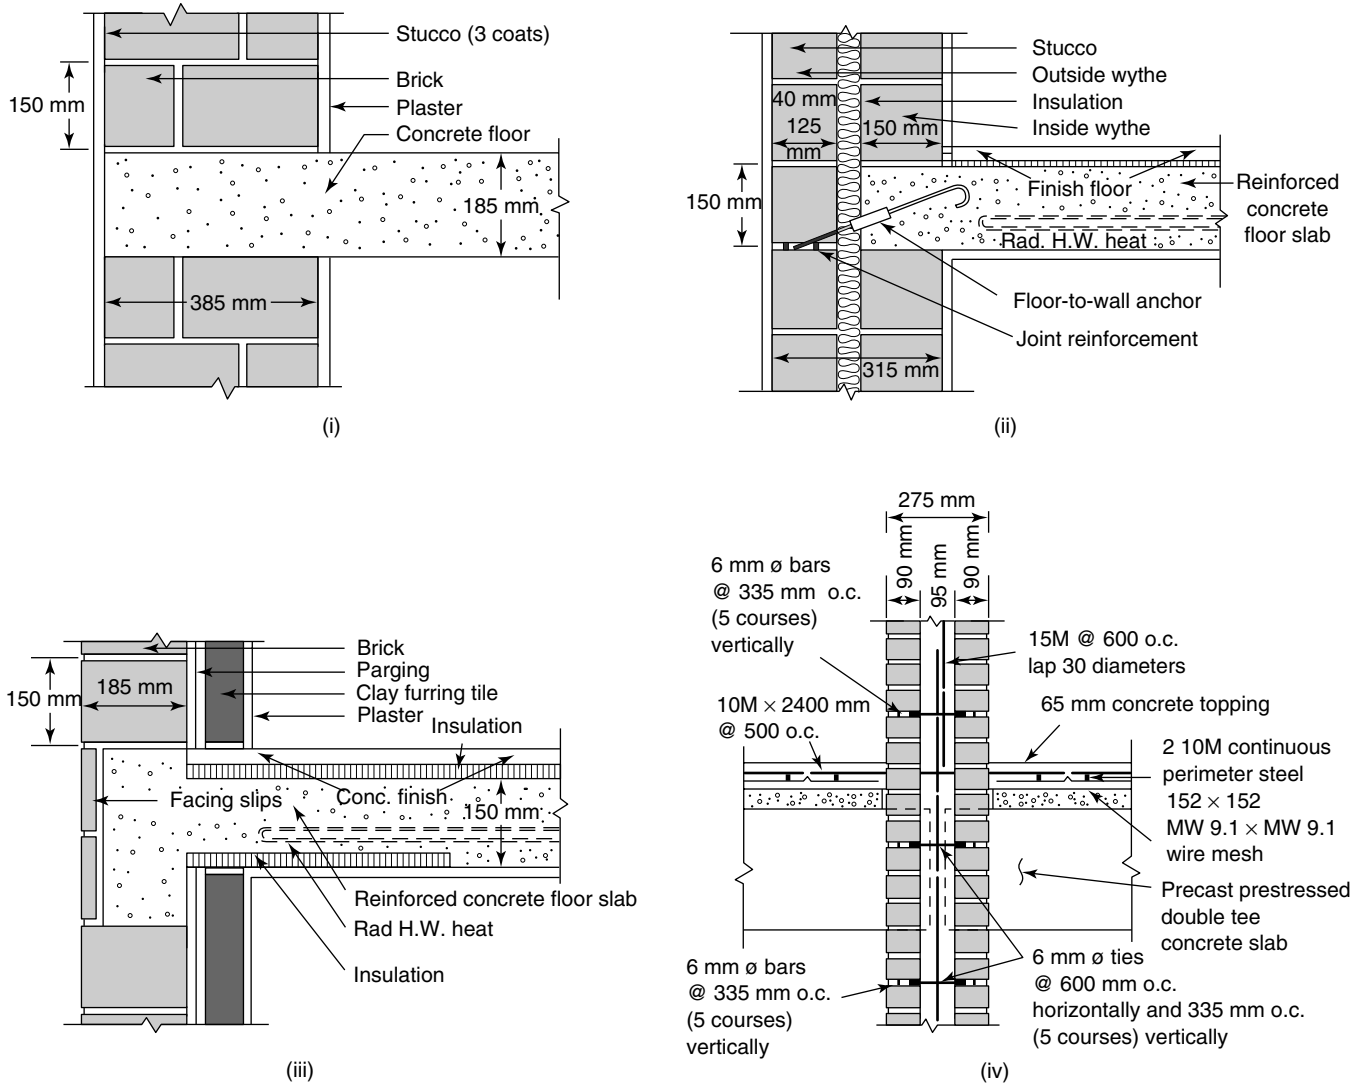 Stucco (3 coats)
Brick
150 mm
Plaster
Concrete floor
185 mm
385 mm
(i)
Stucco
Outside wythe
40 mm
Insulation
125
mm
150 mm
Inside wythe
150 mm
Finish floor
Reinforced
concrete
floor slab
Rad. H.W. heat
Floor-to-wall anchor
Joint reinforcement
315 mm
(ii)
Brick
Parging
150 mm
185 mm
Clay furring tile
Plaster
Insulation
Facing slips
Conc. finish
150 mm
Reinforced concrete floor slab
Rad H.W. heat
Insulation
(iii)
275 mm
90 mm
95 mm
90 mm
6 mm ø bars
@ 335 mm o.c.
(5 courses)
vertically
15M @ 600 o.c.
lap 30 diameters
10M × 2400 mm
@ 500 o.c.
65 mm concrete topping
2 10M continuous
perimeter steel
152 × 152
MW 9.1 × MW 9.1
wire mesh
Precast prestressed
double tee
concrete slab
6 mm ø bars
@ 335 mm o.c.
(5 courses)
vertically
6 mm ø ties
@ 600 mm o.c.
horizontally and 335 mm o.c.
(5 courses) vertically
(iv)